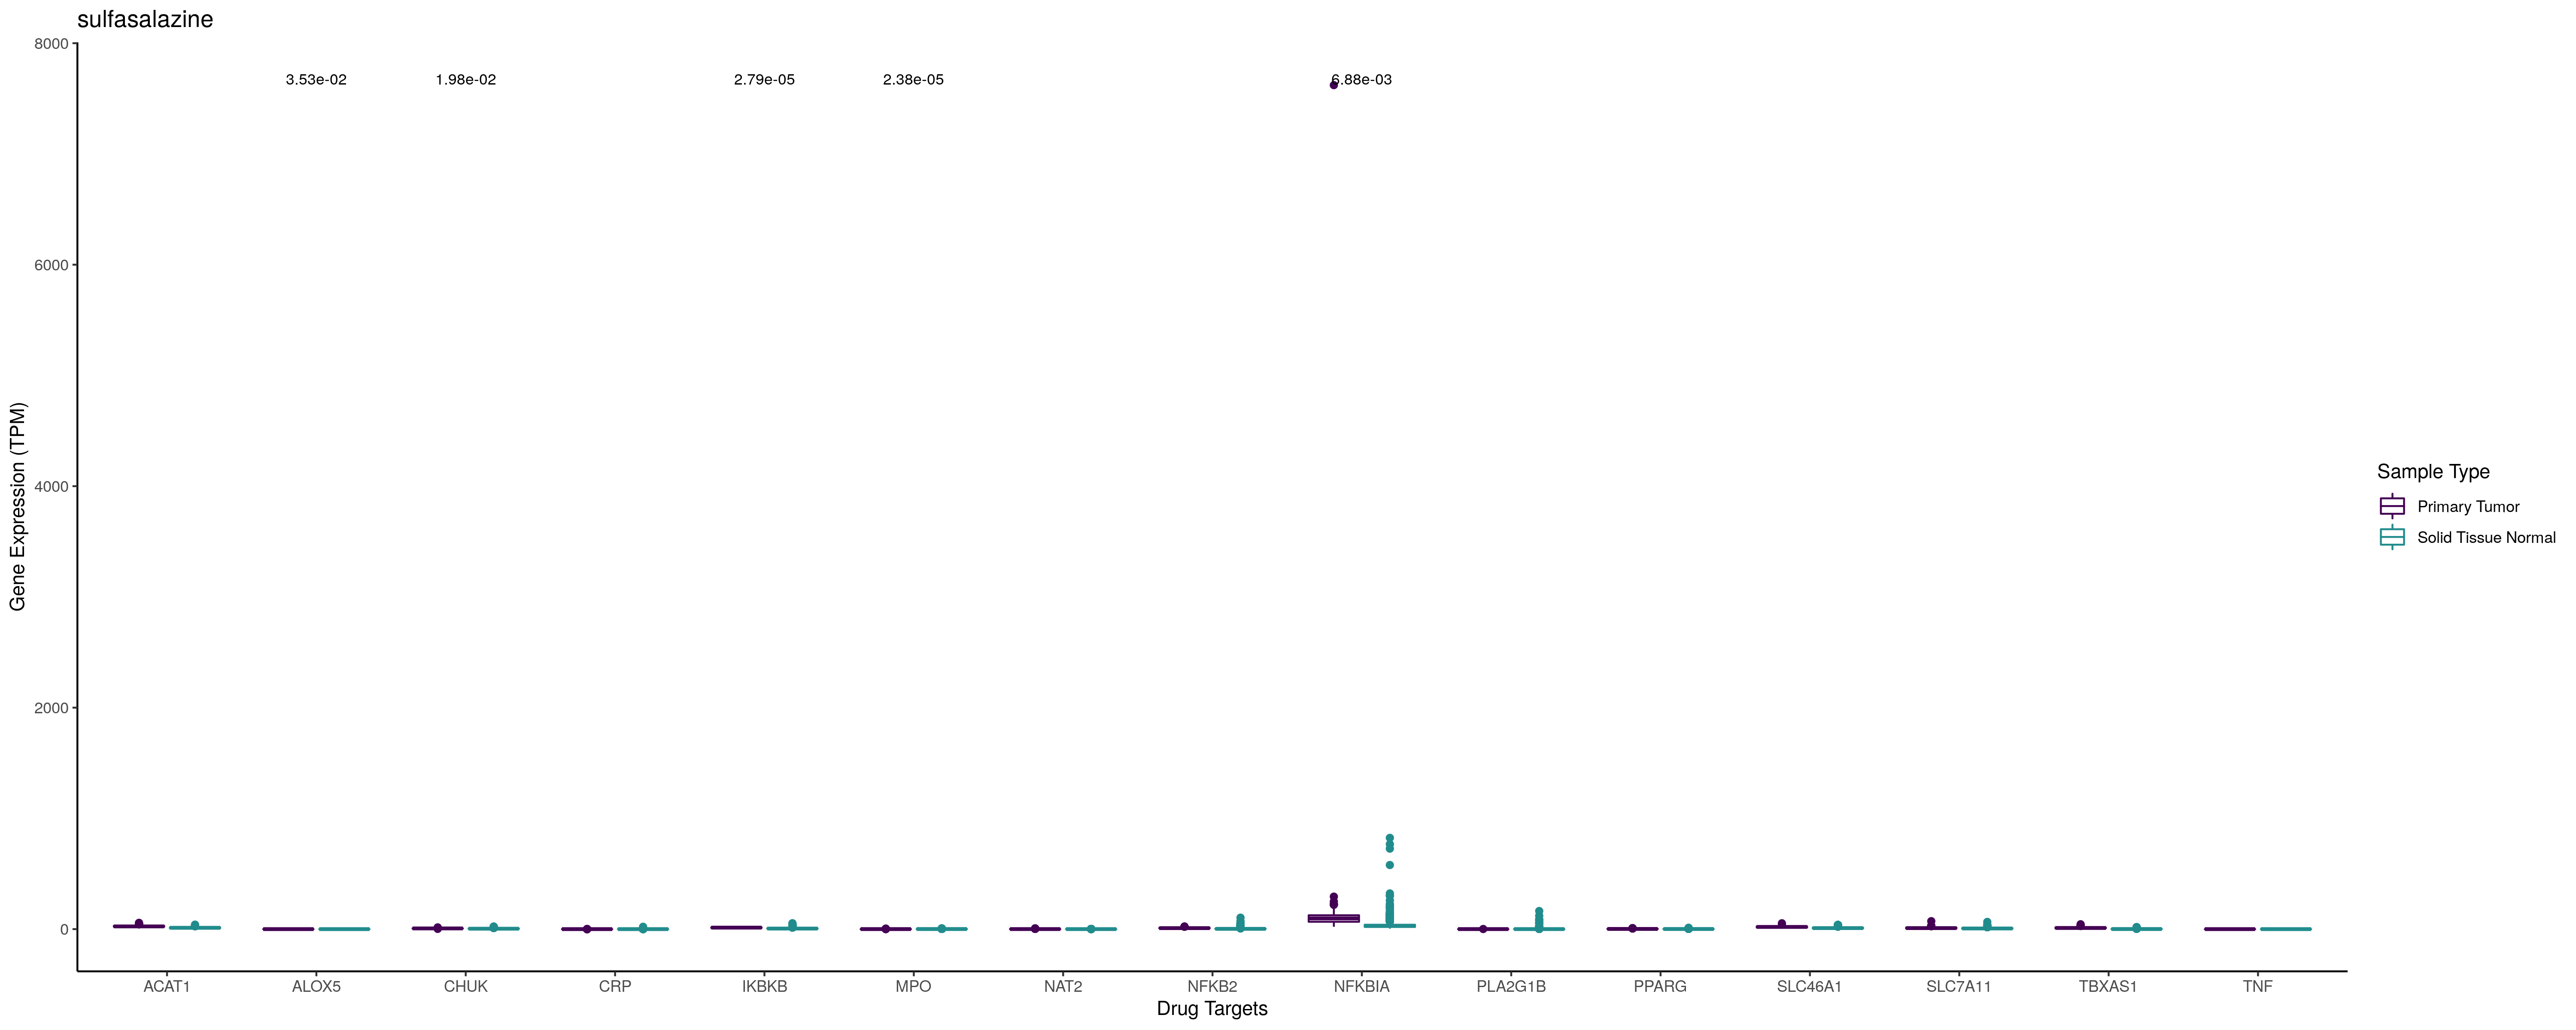 sulfasalazine
8000
3.53e-02 1.98e-02 2.79e-05 2.38e-05 6.88e-03
6000
4000
2000
0
Gene Expression (TPM)
ACAT1 ALOX5 CHUK CRP IKBKB MPO NAT2 NFKB2 NFKBIA PLA2G1B PPARG SLC46A1 SLC7A11 TBXAS1 TNF
Drug Targets
Sample Type
Primary Tumor
Solid Tissue Normal